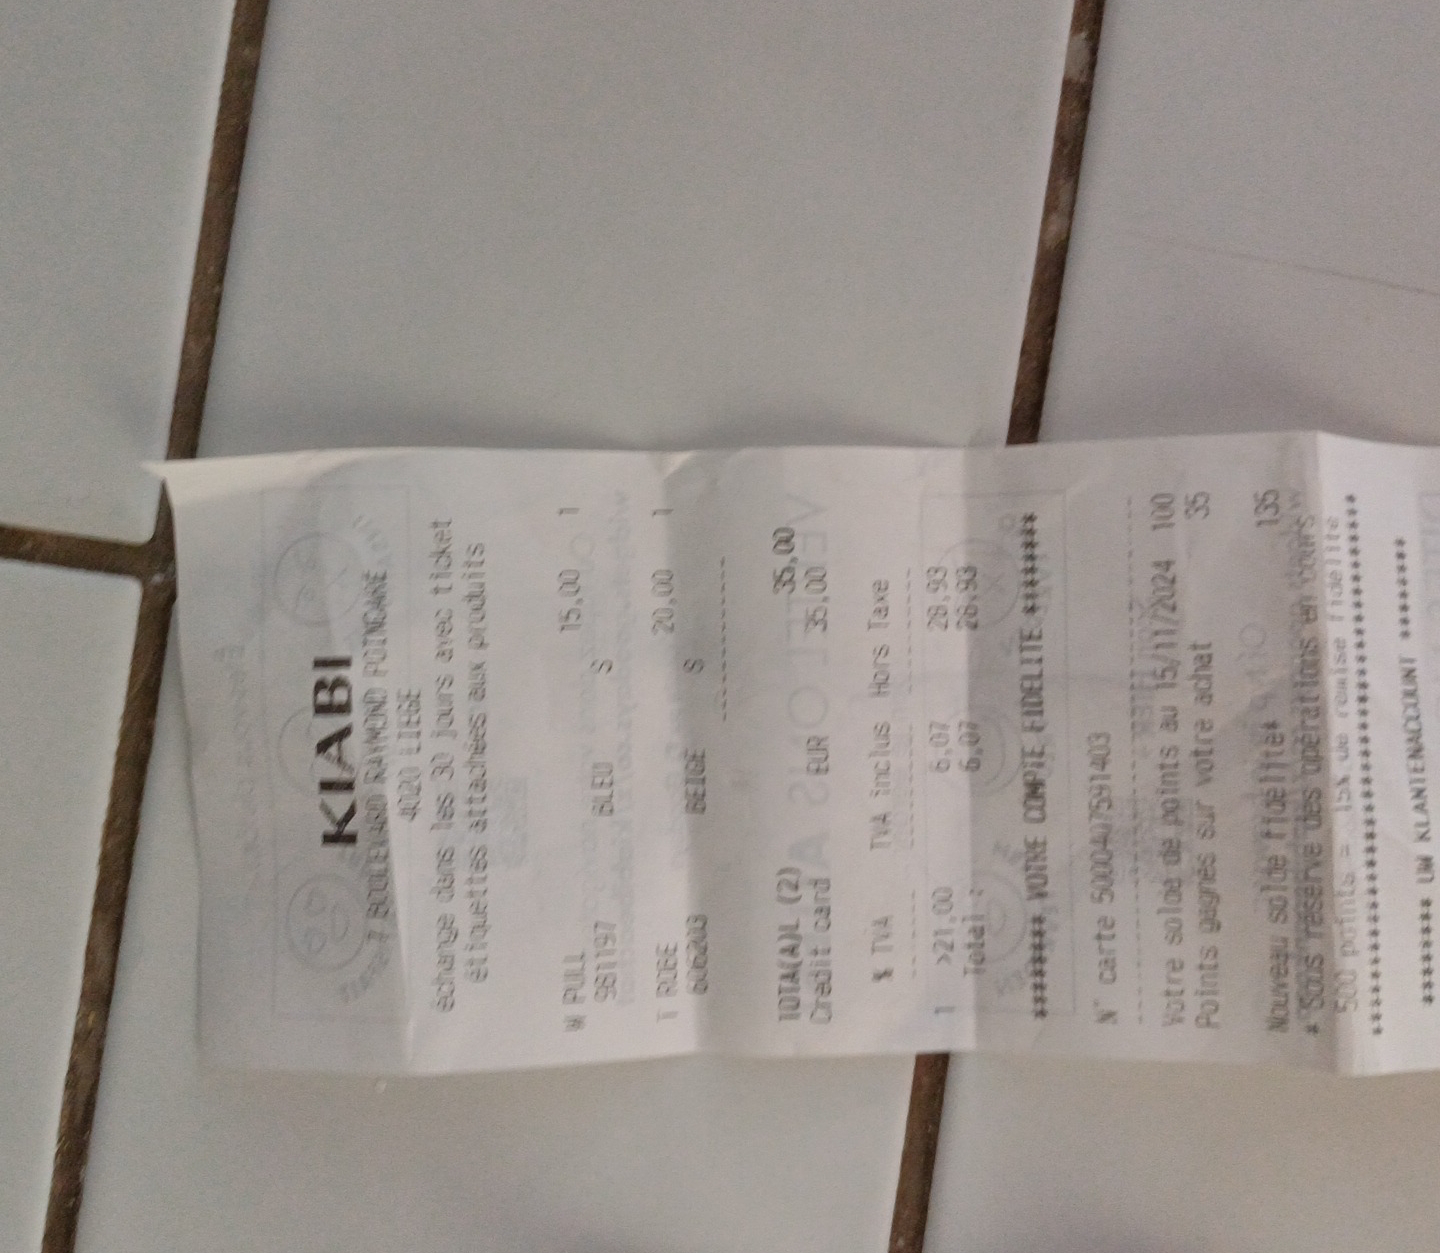 KIABI
7 BOULEVARD RAYMOND POINCARE
4020 LIEGE
échange dans les 30 jours avec ticket
étiquettes attachées aux produits
W PULL 15,00 1
9611197 BLEU S
T ROBE 20,00 1
606203 BEIGE S
TOTA(A)L (2) 35,00
Credit card EUR 35,00
% TVA TVA inclus Hors Taxe
1 >21,00 6,07 28,93
Total : 6,07 28,93
******* VOTRE COMPTE FIDELITE *******
N° carte 5000407591403
Votre solde de points au 15/11/2024 100
Points gagnés sur votre achat 35
Nouveau solde fidélité* 135
* Sous réserve des opérations en cours
500 points = 15% de remise fidélité
******* UW KLANTENACCOUNT *******